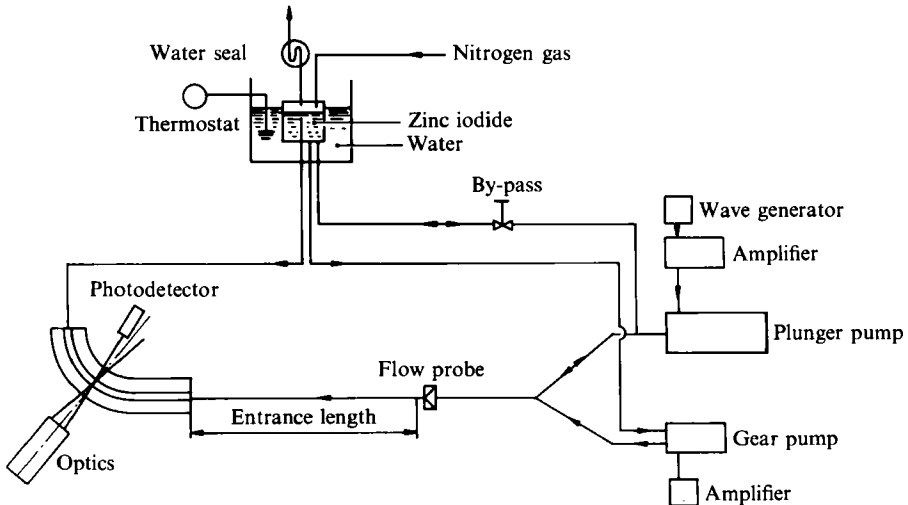 Water seal
Nitrogen gas
Thermostat
Zinc iodide
Water
By-pass
Wave generator
Amplifier
Photodetector
Plunger pump
Flow probe
Entrance length
Gear pump
Optics
Amplifier